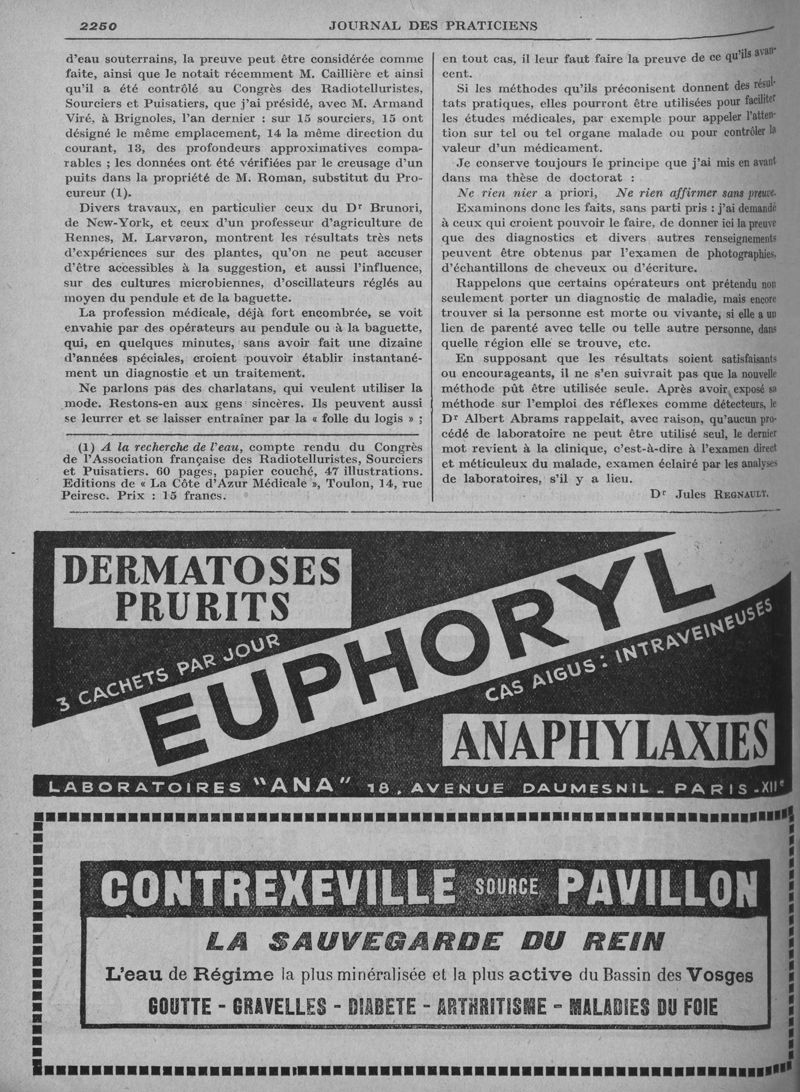 2250
JOURNAL DES PRATICIENS
d'eau souterrains, la preuve peut être considérée comme
faite, ainsi que le notait récemment M. Caillière et ainsi
qu'il a été contrôlé au Congrès des Radiotelluristes,
Sourciers et Puisatiers, que j'ai présidé, avec M. Armand
Viré, à Brignoles, l'an dernier : sur 15 sourciers, 15 ont
désigné le même emplacement, 14 la même direction du
courant, 13, des profondeurs approximatives compa-
rables ; les données ont été vérifiées par le creusage d'un
puits dans la propriété de M. Roman, substitut du Pro-
cureur (1).
Divers travaux, en particulier ceux du Dr Brunori,
de New-York, et ceux d'un professeur d'agriculture de
Rennes, M. Larvaron, montrent les résultats très nets
d'expériences sur des plantes, qu'on ne peut accuser
d'être accessibles à la suggestion, et aussi l'influence,
sur des cultures microbiennes, d'oscillateurs réglés au
moyen du pendule et de la baguette.
La profession médicale, déjà fort encombrée, se voit
envahie par des opérateurs au pendule ou à la baguette,
qui, en quelques minutes, sans avoir fait une dizaine
d'années spéciales, croient pouvoir établir instantané-
ment un diagnostic et un traitement.
Ne parlons pas des charlatans, qui veulent utiliser la
mode. Restons-en aux gens sincères. Ils peuvent aussi
se leurrer et se laisser entraîner par la « folle du logis » ;
(1) A la recherche de l'eau, compte rendu du Congrès
de l'Association française des Radiotelluristes, Sourciers
et Puisatiers. 60 pages, papier couché, 47 illustrations.
Editions de « La Côte d'Azur Médicale », Toulon, 14, rue
Peiresc. Prix : 15 francs.
en tout cas, il leur faut faire la preuve de ce qu'ils avan-
cent.
Si les méthodes qu'ils préconisent donnent des résul-
tats pratiques, elles pourront être utilisées pour faciliter
les études médicales, par exemple pour appeler l'atten-
tion sur tel ou tel organe malade ou pour contrôler la
valeur d'un médicament.
Je conserve toujours le principe que j'ai mis en avant
dans ma thèse de doctorat :
Ne rien nier a priori, Ne rien affirmer sans preuve.
Examinons donc les faits, sans parti pris : j'ai demandé
à ceux qui croient pouvoir le faire, de donner ici la preuve
que des diagnostics et divers autres renseignements
peuvent être obtenus par l'examen de photographies,
d'échantillons de cheveux ou d'écriture.
Rappelons que certains opérateurs ont prétendu non
seulement porter un diagnostic de maladie, mais encore
trouver si la personne est morte ou vivante, si elle a un
lien de parenté avec telle ou telle autre personne, dans
quelle région elle se trouve, etc.
En supposant que les résultats soient satisfaisants
ou encourageants, il ne s'en suivrait pas que la nouvelle
méthode pût être utilisée seule. Après avoir exposé sa
méthode sur l'emploi des réflexes comme détecteurs, le
Dr Albert Abrams rappelait, avec raison, qu'aucun pro-
cédé de laboratoire ne peut être utilisé seul, le dernier
mot revient à la clinique, c'est-à-dire à l'examen direct
et méticuleux du malade, examen éclairé par les analyses
de laboratoires, s'il y a lieu.
Dr Jules REGNAULT.
DERMATOSES
PRURITS
3 CACHETS PAR JOUR
EUPHORYL
CAS AIGUS : INTRAVEINEUSES
ANAPHYLAXIES
LABORATOIRES "ANA" 18, AVENUE DAUMESNIL - PARIS-XIIe
CONTREXEVILLE SOURCE PAVILLON
LA SAUVEGARDE DU REIN
L'eau de Régime la plus minéralisée et la plus active du Bassin des Vosges
GOUTTE - GRAVELLES - DIABETE - ARTHRITISME - MALADIES DU FOIE